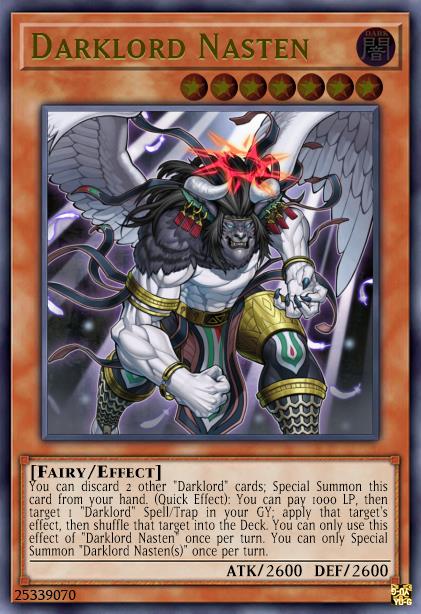 Darklord Nasten
DARK
闇
[Fairy/Effect]
You can discard 2 other "Darklord" cards; Special Summon this
card from your hand. (Quick Effect): You can pay 1000 LP, then
target 1 "Darklord" Spell/Trap in your GY; apply that target's
effect, then shuffle that target into the Deck. You can only use this
effect of "Darklord Nasten" once per turn. You can only Special
Summon "Darklord Nasten(s)" once per turn.
ATK/2600 DEF/2600
25339070